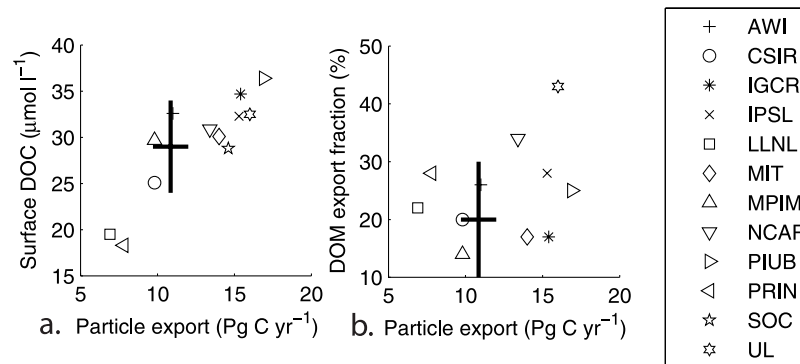 40
35
30
25
20
15
Surface DOC (μmol l⁻¹)
10
15
20
a. Particle export (Pg C yr⁻¹)
50
40
30
20
10
DOM export fraction (%)
10
15
20
b. Particle export (Pg C yr⁻¹)
AWI
CSIR
IGCR
IPSL
LLNL
MIT
MPIM
NCAR
PIUB
PRIN
SOC
UL